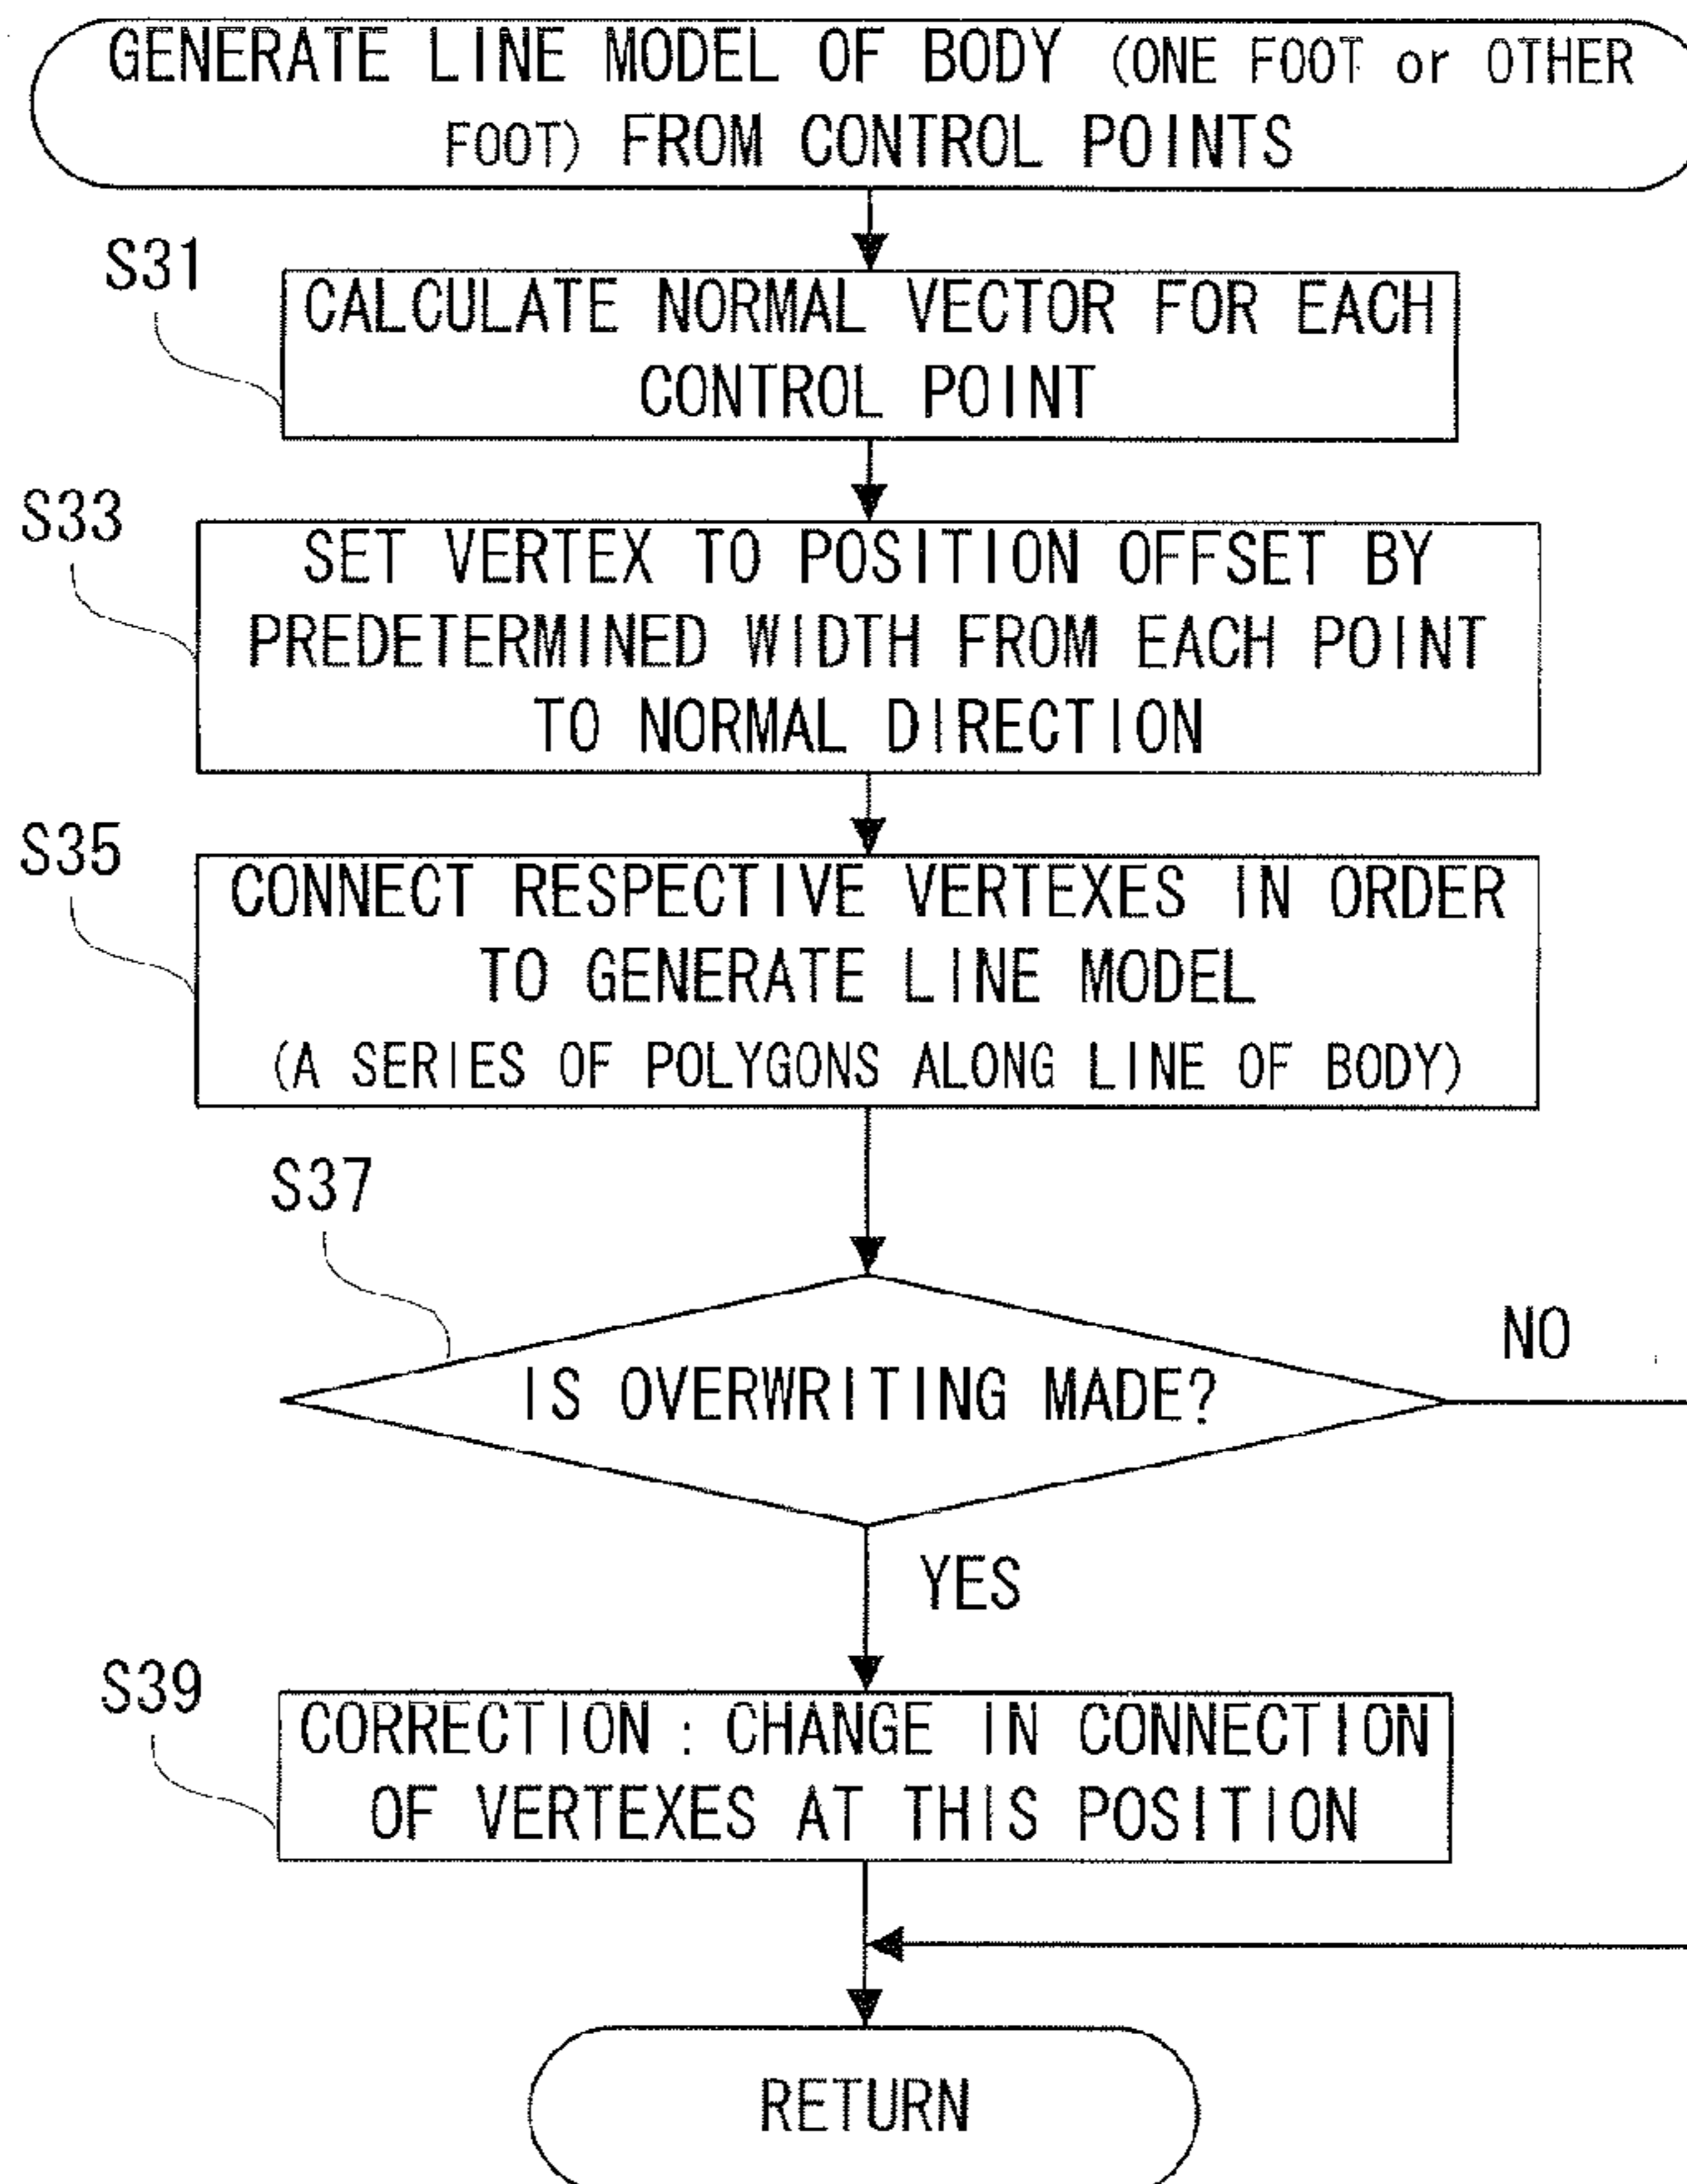 GENERATE LINE MODEL OF BODY (ONE FOOT or OTHER
FOOT) FROM CONTROL POINTS
S31
CALCULATE NORMAL VECTOR FOR EACH
CONTROL POINT
S33
SET VERTEX TO POSITION OFFSET BY
PREDETERMINED WIDTH FROM EACH POINT
TO NORMAL DIRECTION
S35
CONNECT RESPECTIVE VERTEXES IN ORDER
TO GENERATE LINE MODEL
(A SERIES OF POLYGONS ALONG LINE OF BODY)
S37
IS OVERWRITING MADE?
NO
YES
S39
CORRECTION : CHANGE IN CONNECTION
OF VERTEXES AT THIS POSITION
RETURN